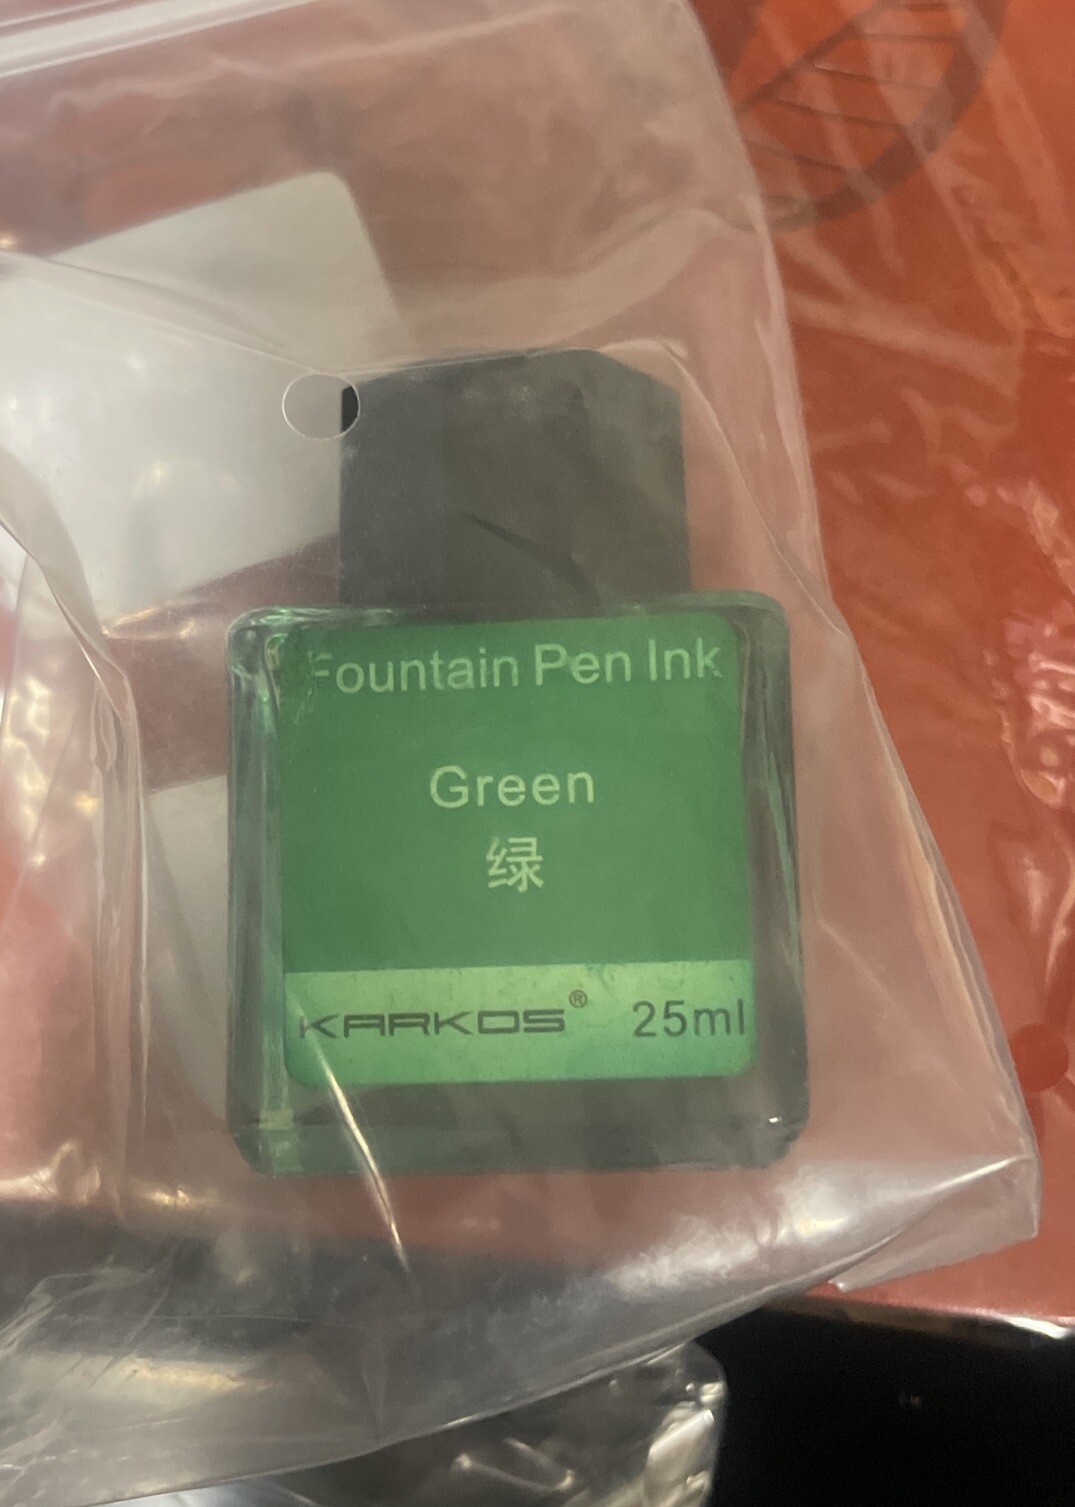 Fountain Pen Ink
Green
绿
KARKOS® 25ml